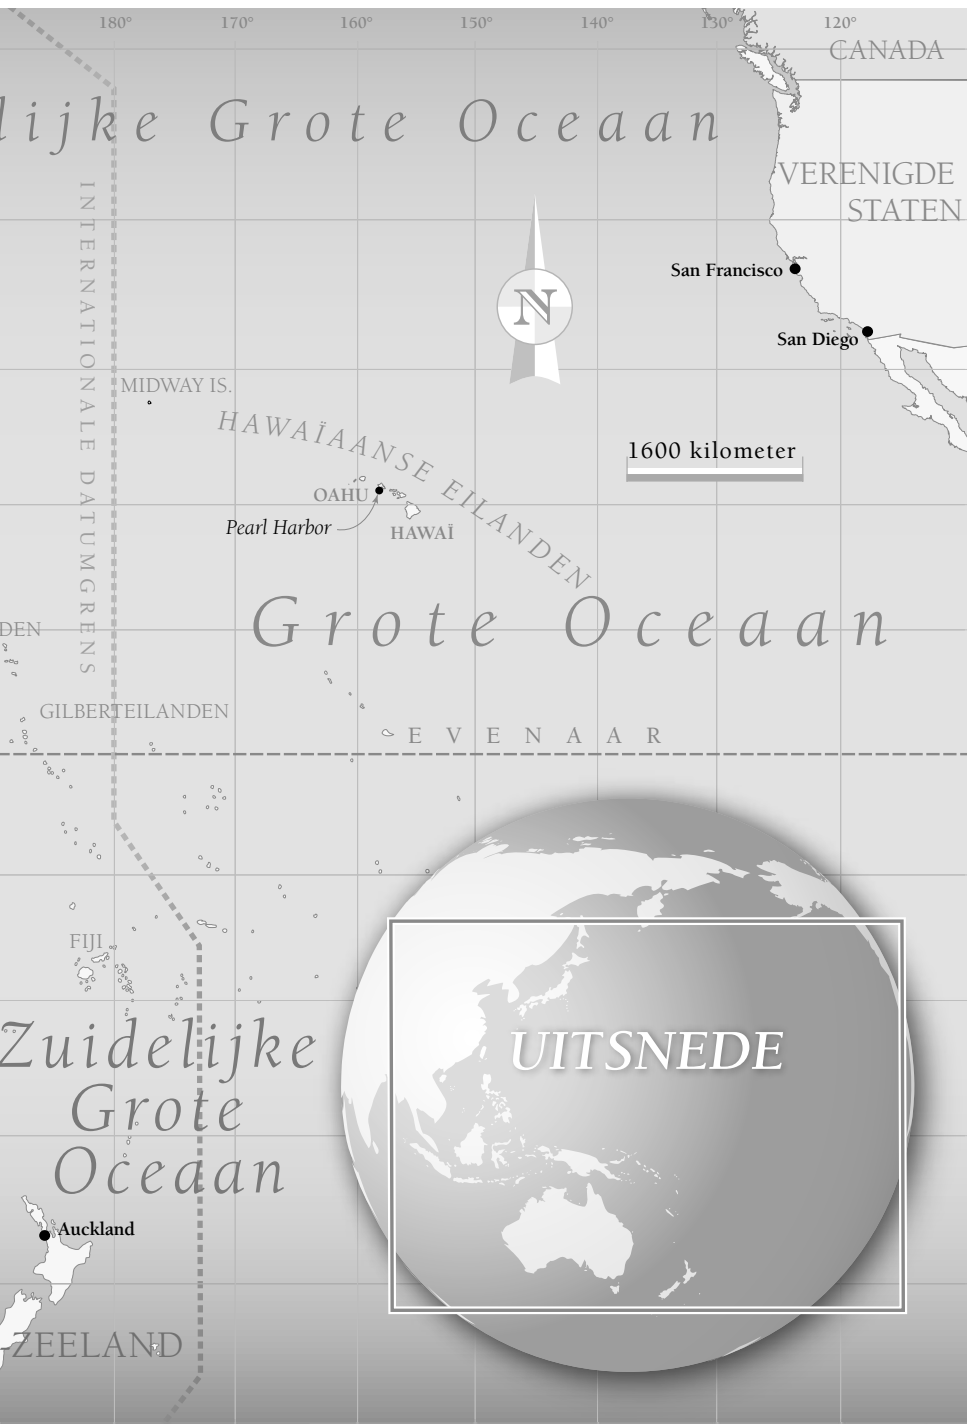 180° 170° 160° 150° 140° 130° 120°
CANADA
lijke Grote Oceaan
VERENIGDE
STATEN
INTERNATIONALE DATUMGRENS
N
San Francisco
San Diego
MIDWAY IS.
HAWAÏAANSE EILANDEN
1600 kilometer
OAHU
Pearl Harbor
HAWAÏ
Grote Oceaan
DEN
GILBERTEILANDEN
EVENAAR
FIJI
Zuidelijke
Grote
Oceaan
UITSNEDE
Auckland
-ZEELAND